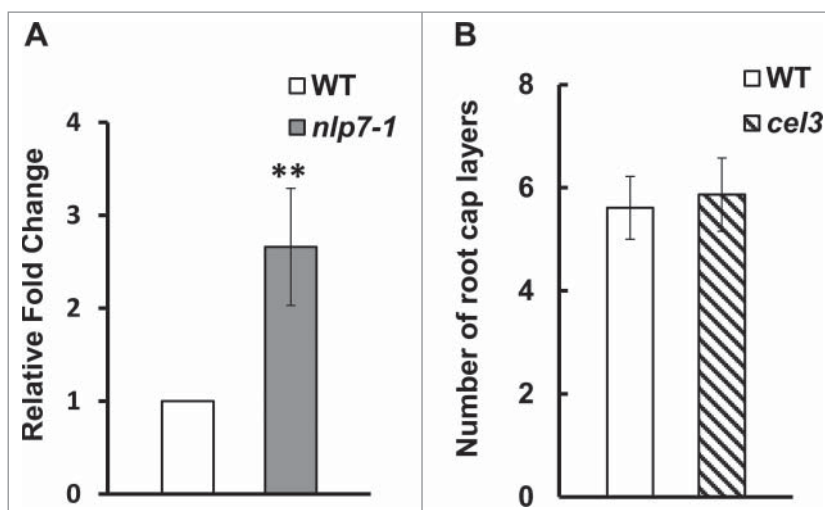 A
WT
nlp7-1
**
Relative Fold Change
4
3
2
1
0
B
WT
cel3
Number of root cap layers
8
6
4
2
0